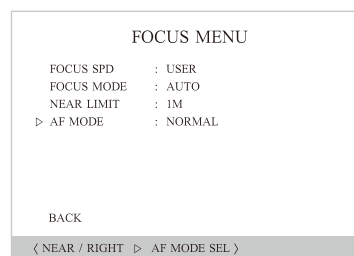 FOCUS MENU
FOCUS SPD : USER
FOCUS MODE : AUTO
NEAR LIMIT : 1M
▷ AF MODE : NORMAL
BACK
〈 NEAR / RIGHT ▷ AF MODE SEL 〉